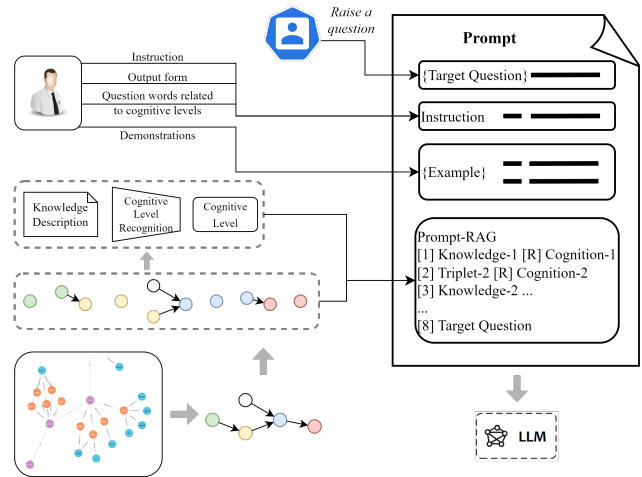 Raise a
question
Prompt
Instruction
Output form
Question words related
to cognitive levels
Demonstrations
{Target Question}
Instruction
{Example}
Knowledge
Description
Cognitive
Level
Recognition
Cognitive
Level
Prompt-RAG
[1] Knowledge-1 [R] Cognition-1
[2] Triplet-2 [R] Cognition-2
[3] Knowledge-2 ...
...
[8] Target Question
LLM